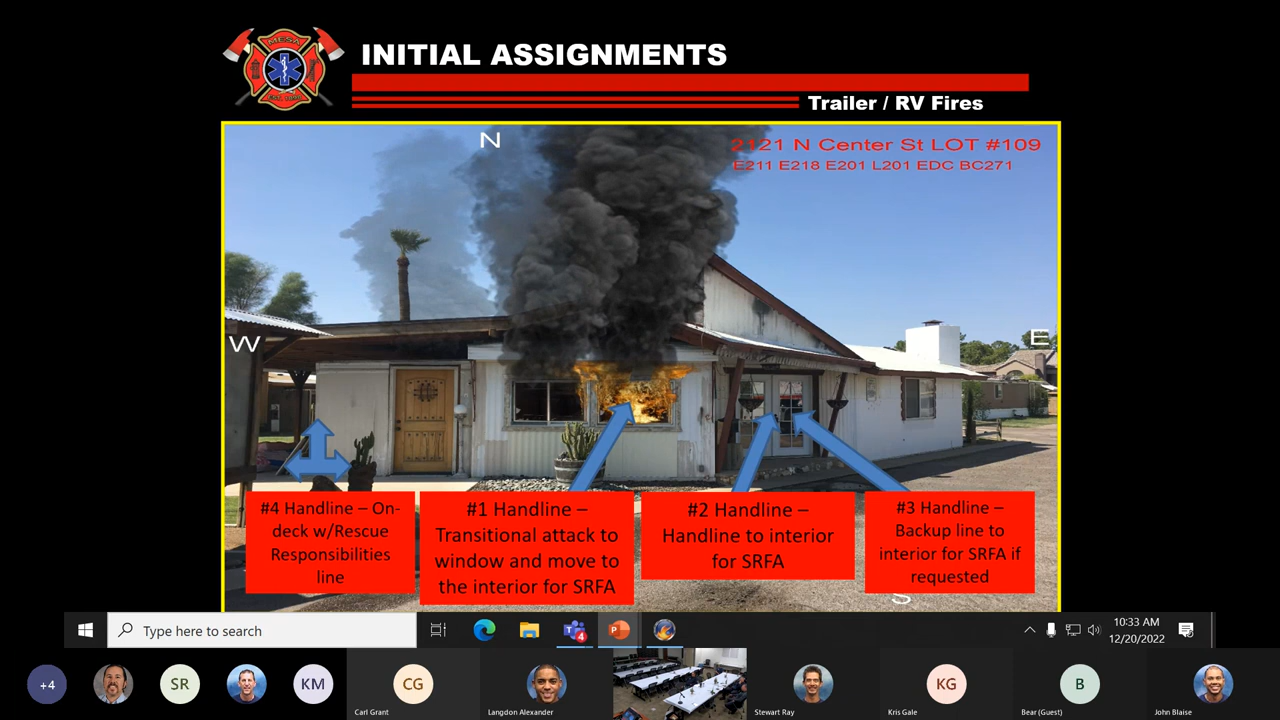 INITIAL ASSIGNMENTS
Trailer / RV Fires
MESA
N
2121 N Center St LOT #109
E211 E218 E201 L201 EDC BC271
W
E
#4 Handline – On-
deck w/Rescue
Responsibilities
line
#1 Handline –
Transitional attack to
window and move to
the interior for SRFA
#2 Handline –
Handline to interior
for SRFA
#3 Handline –
Backup line to
interior for SRFA if
requested
S
Type here to search
4
10:33 AM
12/20/2022
+4
SR
KM
CG
Carl Grant
Langdon Alexander
Stewart Ray
KG
Kris Gale
B
Bear (Guest)
John Blaise